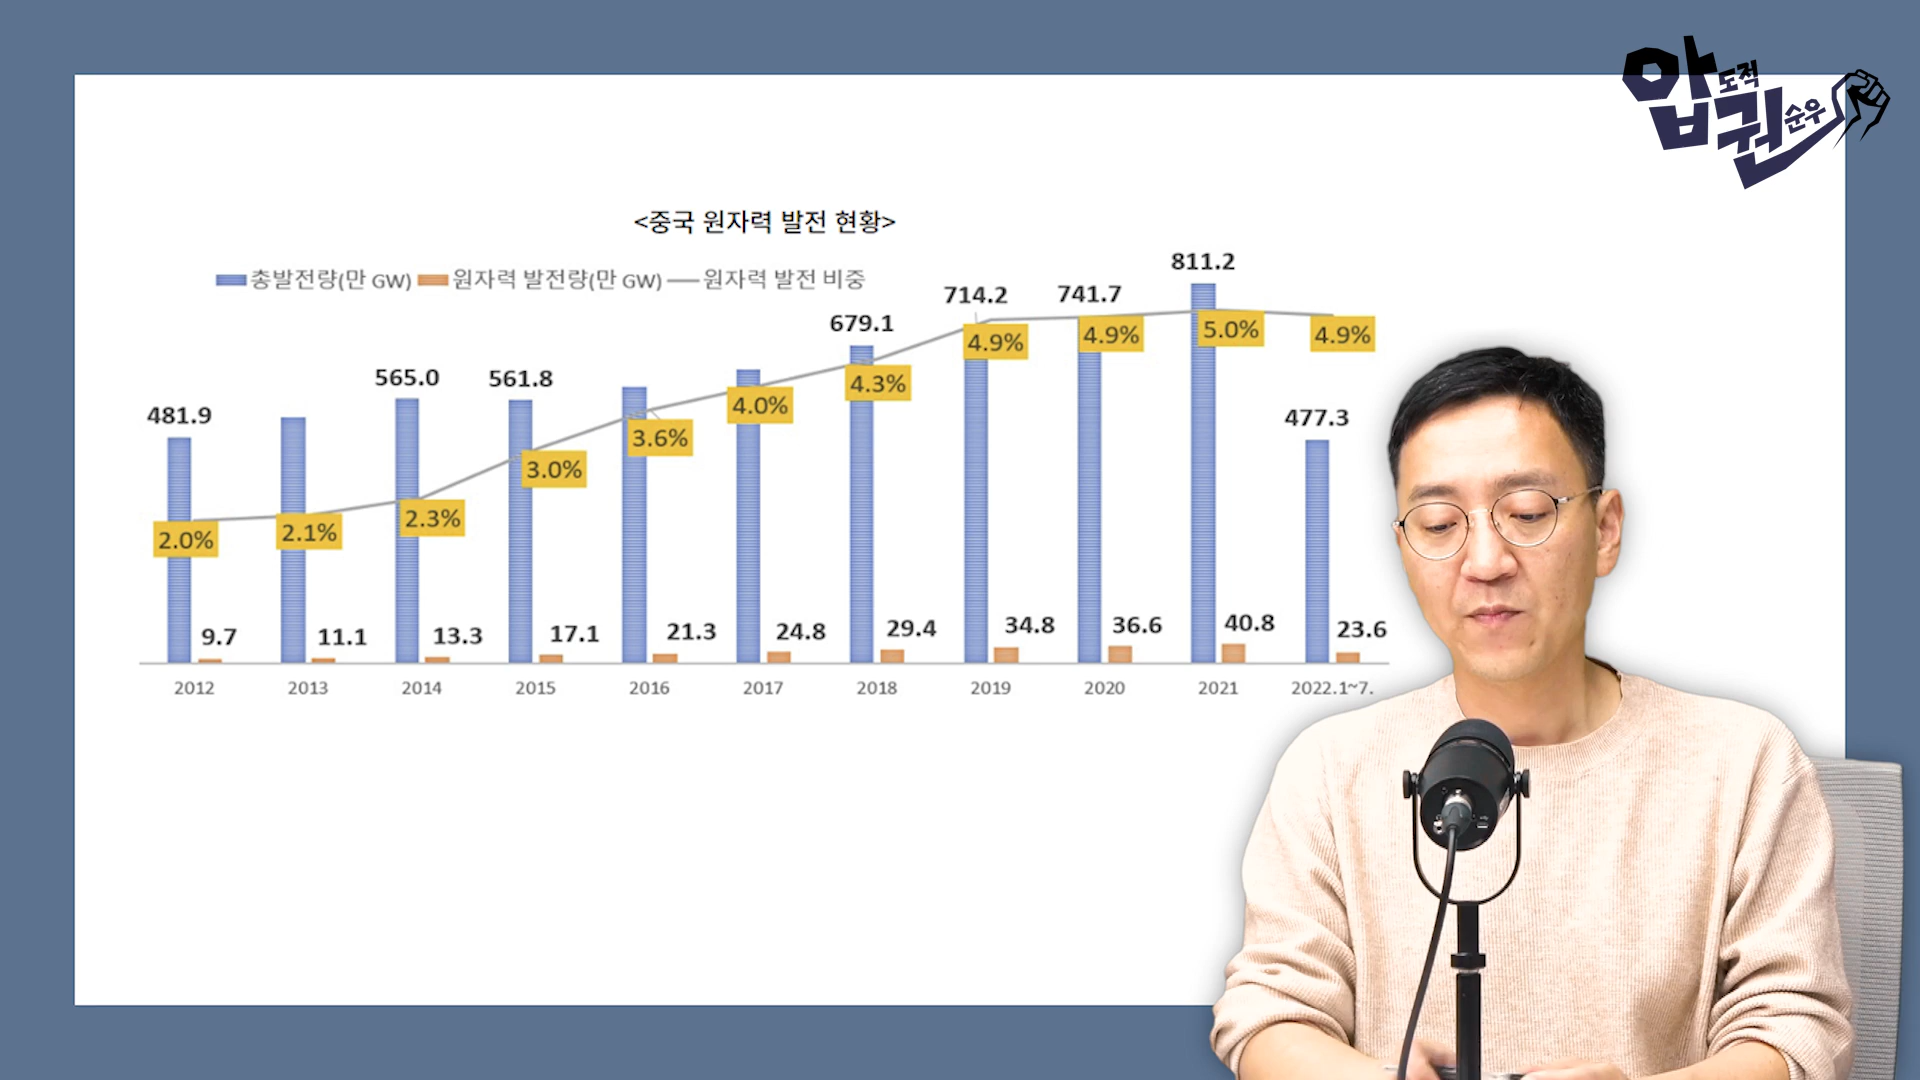 압도적
권순우
<중국 원자력 발전 현황>
총발전량(만 GW) 원자력 발전량(만 GW) 원자력 발전 비중
811.2
714.2 741.7
679.1
565.0 561.8
481.9
477.3
2.0% 2.1% 2.3% 3.0% 3.6% 4.0% 4.3% 4.9% 4.9% 5.0% 4.9%
9.7 11.1 13.3 17.1 21.3 24.8 29.4 34.8 36.6 40.8 23.6
2012 2013 2014 2015 2016 2017 2018 2019 2020 2021 2022.1~7.